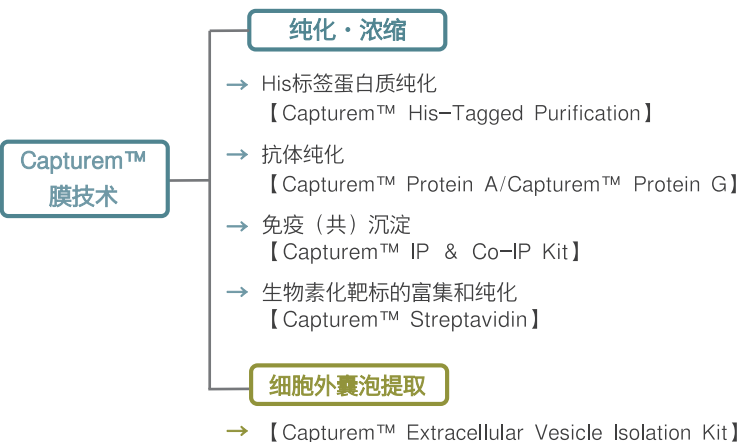 纯化·浓缩
→ His标签蛋白质纯化
【Capturem™ His-Tagged Purification】
Capturem™
膜技术
→ 抗体纯化
【Capturem™ Protein A/Capturem™ Protein G】
→ 免疫（共）沉淀
【Capturem™ IP & Co-IP Kit】
→ 生物素化靶标的富集和纯化
【Capturem™ Streptavidin】
细胞外囊泡提取
→ 【Capturem™ Extracellular Vesicle Isolation Kit】